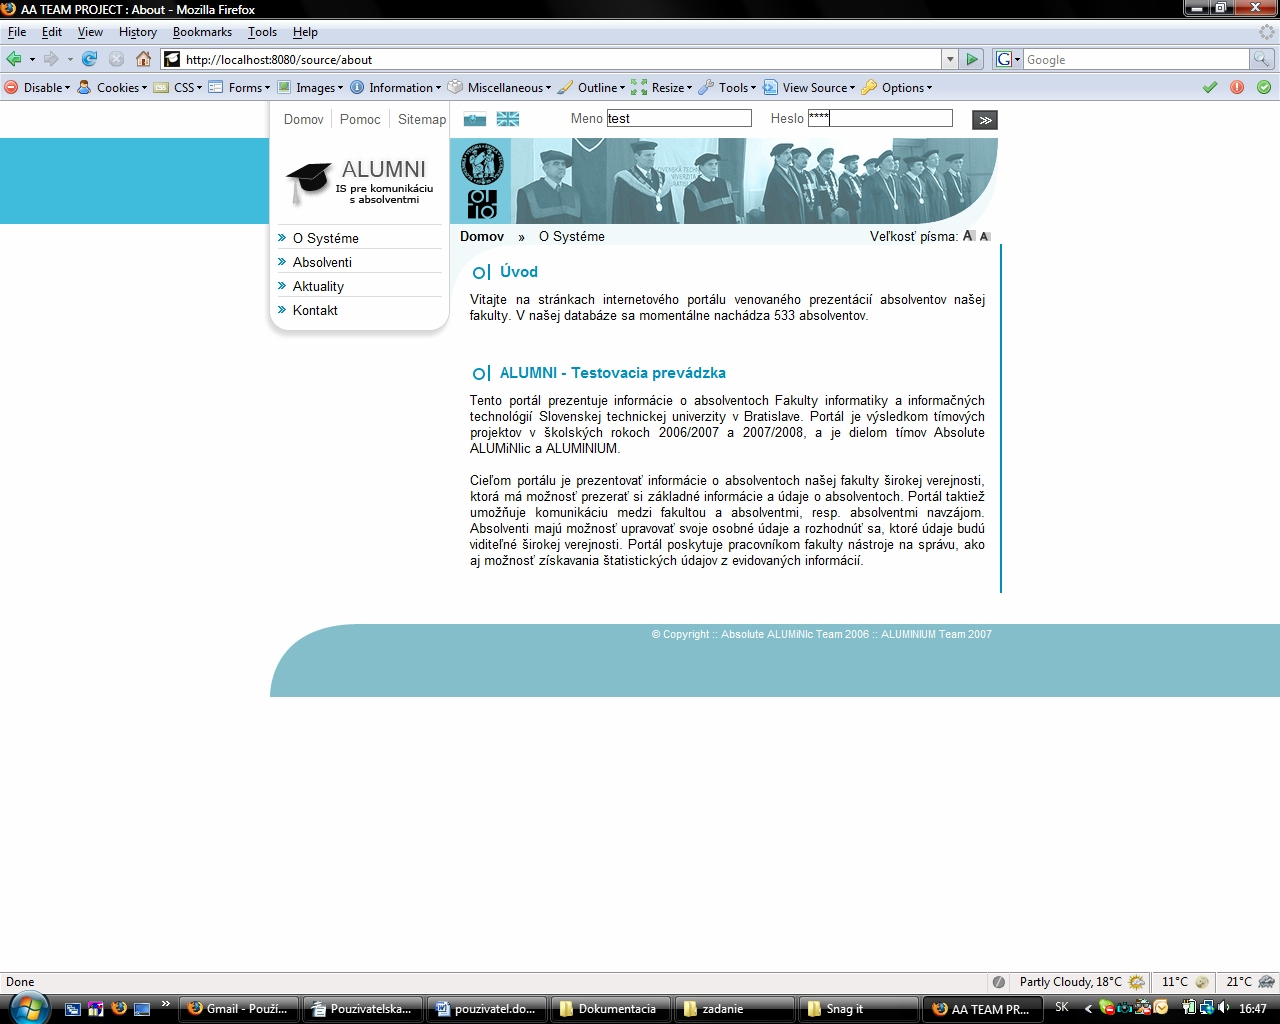 AA TEAM PROJECT : About - Mozilla Firefox
File Edit View History Bookmarks Tools Help
http://localhost:8080/source/about
Google
Disable Cookies CSS Forms Images Information Miscellaneous Outline Resize Tools View Source Options
Domov Pomoc Sitemap
Meno test Heslo ****
ALUMNI
IS pre komunikáciu
s absolventmi
O Systéme
Absolventi
Aktuality
Kontakt
Domov » O Systéme
Veľkosť písma: A A
Úvod
Vitajte na stránkach internetového portálu venovaného prezentácií absolventov našej
fakulty. V našej databáze sa momentálne nachádza 533 absolventov.
ALUMNI - Testovacia prevádzka
Tento portál prezentuje informácie o absolventoch Fakulty informatiky a informačných
technológií Slovenskej technickej univerzity v Bratislave. Portál je výsledkom tímových
projektov v školských rokoch 2006/2007 a 2007/2008, a je dielom tímov Absolute
ALUMiNIic a ALUMINIUM.
Cieľom portálu je prezentovať informácie o absolventoch našej fakulty širokej verejnosti,
ktorá má možnosť prezerať si základné informácie a údaje o absolventoch. Portál taktiež
umožňuje komunikáciu medzi fakultou a absolventmi, resp. absolventmi navzájom.
Absolventi majú možnosť upravovať svoje osobné údaje a rozhodnúť sa, ktoré údaje budú
viditeľné širokej verejnosti. Portál poskytuje pracovníkom fakulty nástroje na správu, ako
aj možnosť získavania štatistických údajov z evidovaných informácií.
© Copyright :: Absolute ALUMiNIc Team 2006 :: ALUMINIUM Team 2007
Done
Partly Cloudy, 18°C 11°C 21°C
Gmail - Použí... Pouzivatelska... pouzivatel.do... Dokumentacia zadanie Snag it AA TEAM PR... SK 16:47